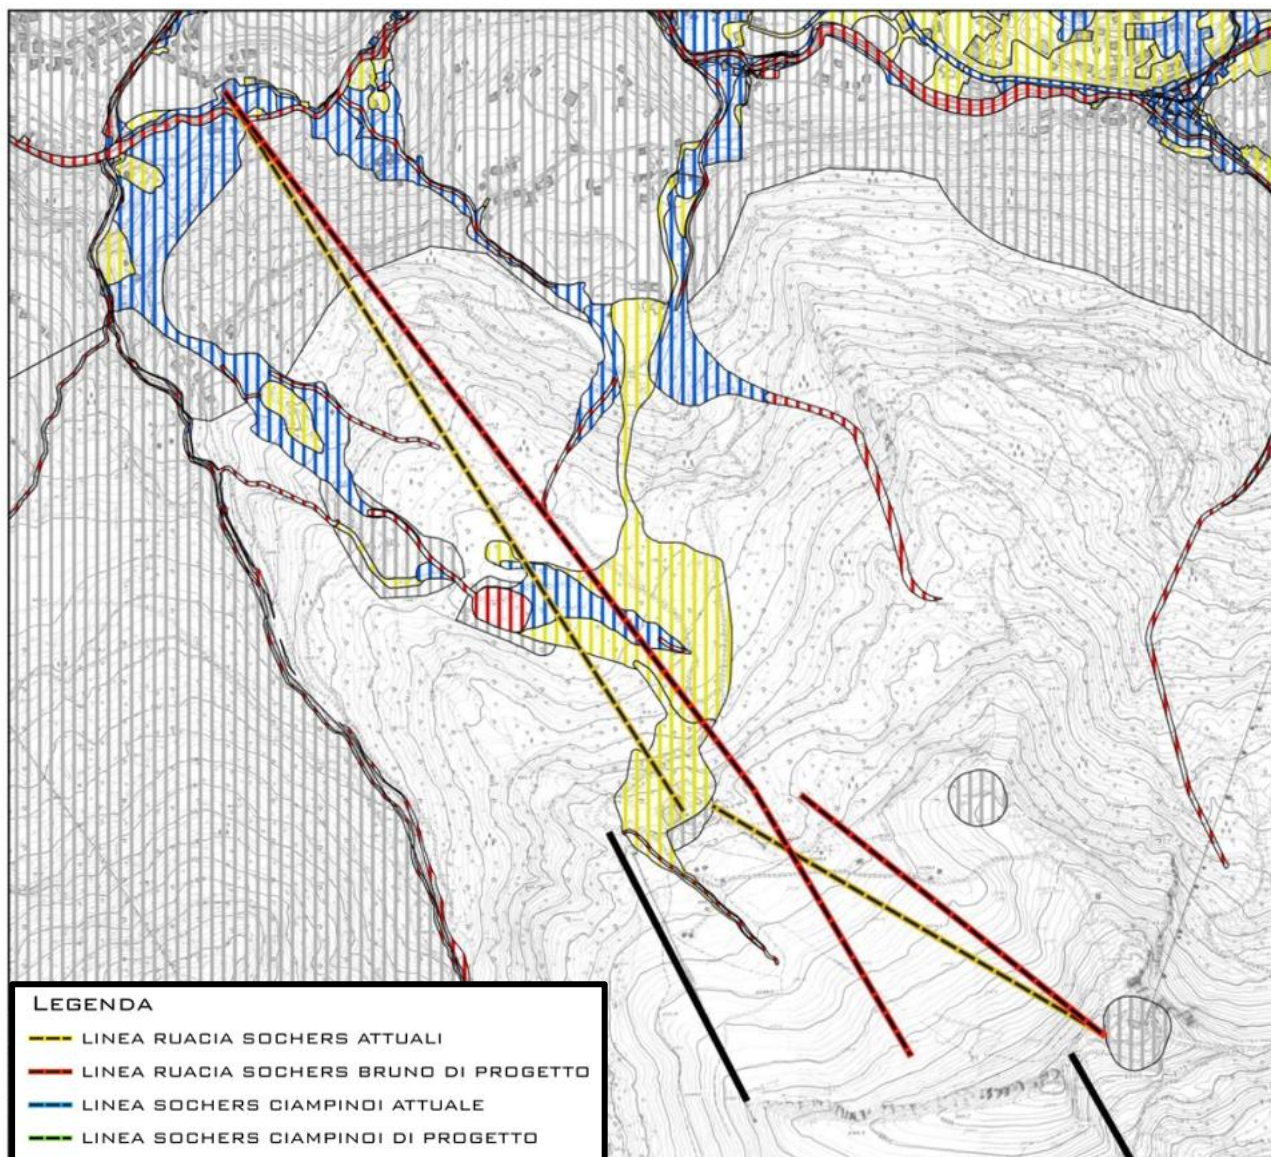 LEGENDA
LINEA RUACIA SOCHERS ATTUALI
LINEA RUACIA SOCHERS BRUNO DI PROGETTO
LINEA SOCHERS CIAMPINOI ATTUALE
LINEA SOCHERS CIAMPINOI DI PROGETTO